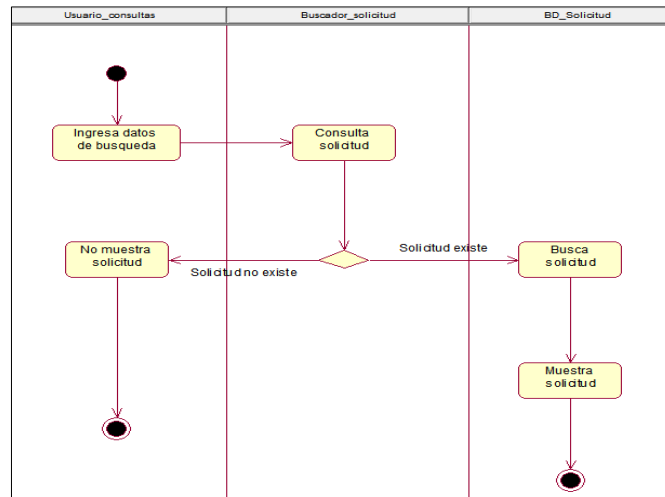 Usuario_consultas
Buscador_solicitud
BD_Solicitud
Ingresa datos
de busqueda
Consulta
solicitud
No muestra
solicitud
Solicitud no existe
Solicitud existe
Busca
solicitud
Muestra
solicitud